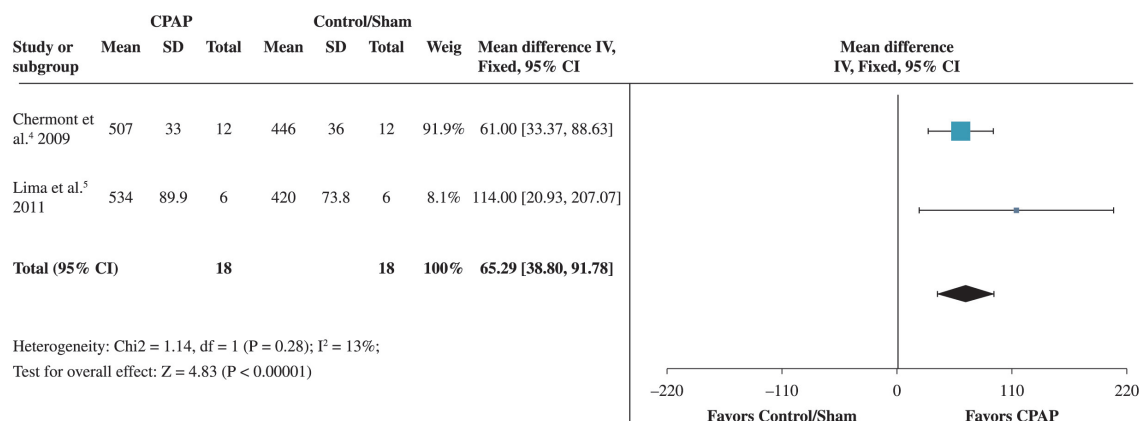 CPAP Control/Sham
Study or subgroup Mean SD Total Mean SD Total Weig Mean difference IV, Fixed, 95% CI Mean difference IV, Fixed, 95% CI
Chermont et al.⁴ 2009 507 33 12 446 36 12 91.9% 61.00 [33.37, 88.63]
Lima et al.⁵ 2011 534 89.9 6 420 73.8 6 8.1% 114.00 [20.93, 207.07]
Total (95% CI) 18 18 100% 65.29 [38.80, 91.78]
Heterogeneity: Chi2 = 1.14, df = 1 (P = 0.28); I² = 13%;
Test for overall effect: Z = 4.83 (P < 0.00001)
−220 −110 0 110 220
Favors Control/Sham Favors CPAP